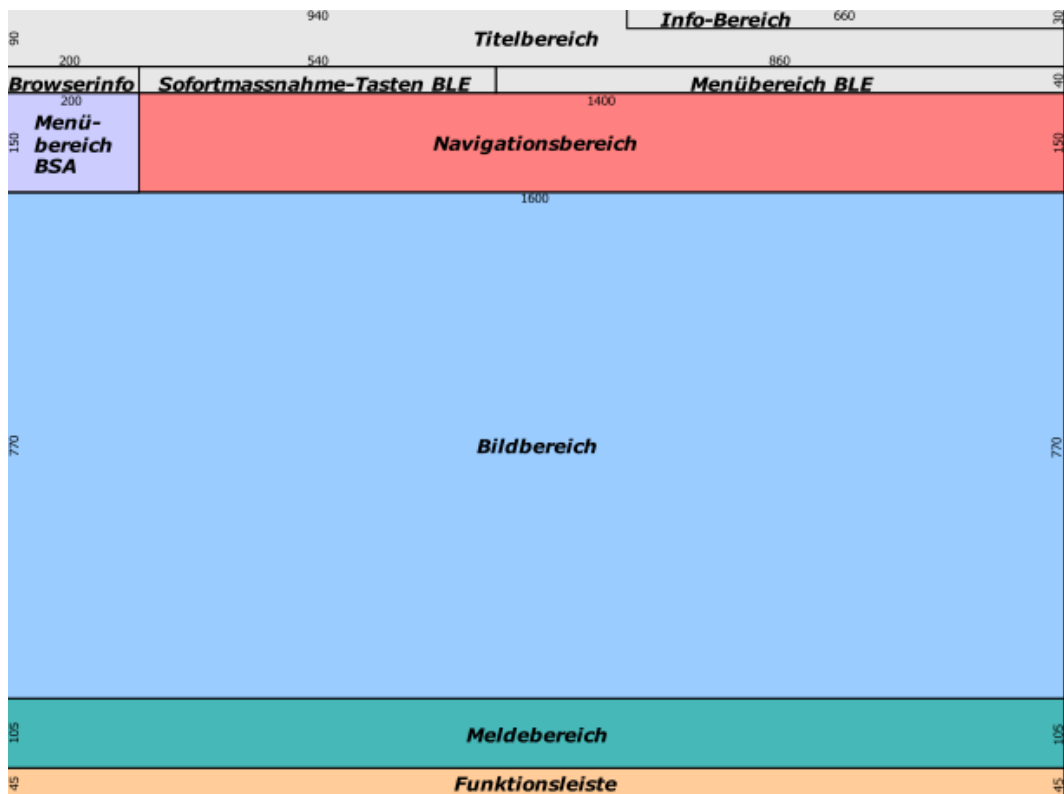 940
Info-Bereich 660
30
90
Titelbereich
200 540 860
Browserinfo Sofortmassnahme-Tasten BLE Menübereich BLE
40
200 1400
Menü-
bereich
BSA
150
Navigationsbereich
150
1600
770
Bildbereich
770
105
Meldebereich
105
45
Funktionsleiste
45